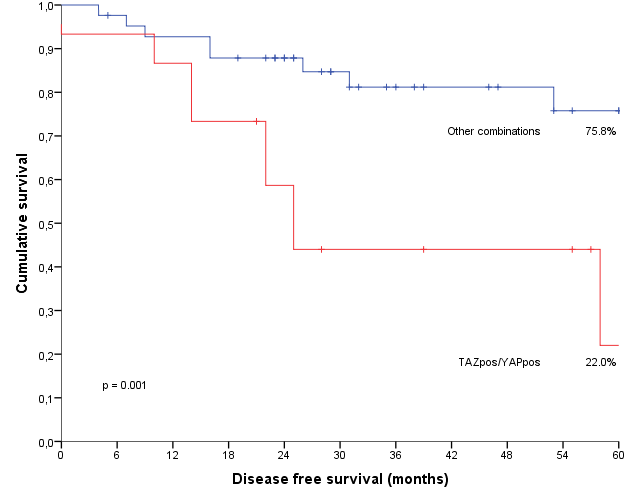 Cumulative survival
1,0
0,9
0,8
0,7
0,6
0,5
0,4
0,3
0,2
0,1
0,0
Other combinations 75.8%
TAZpos/YAPpos 22.0%
p = 0.001
0 6 12 18 24 30 36 42 48 54 60
Disease free survival (months)